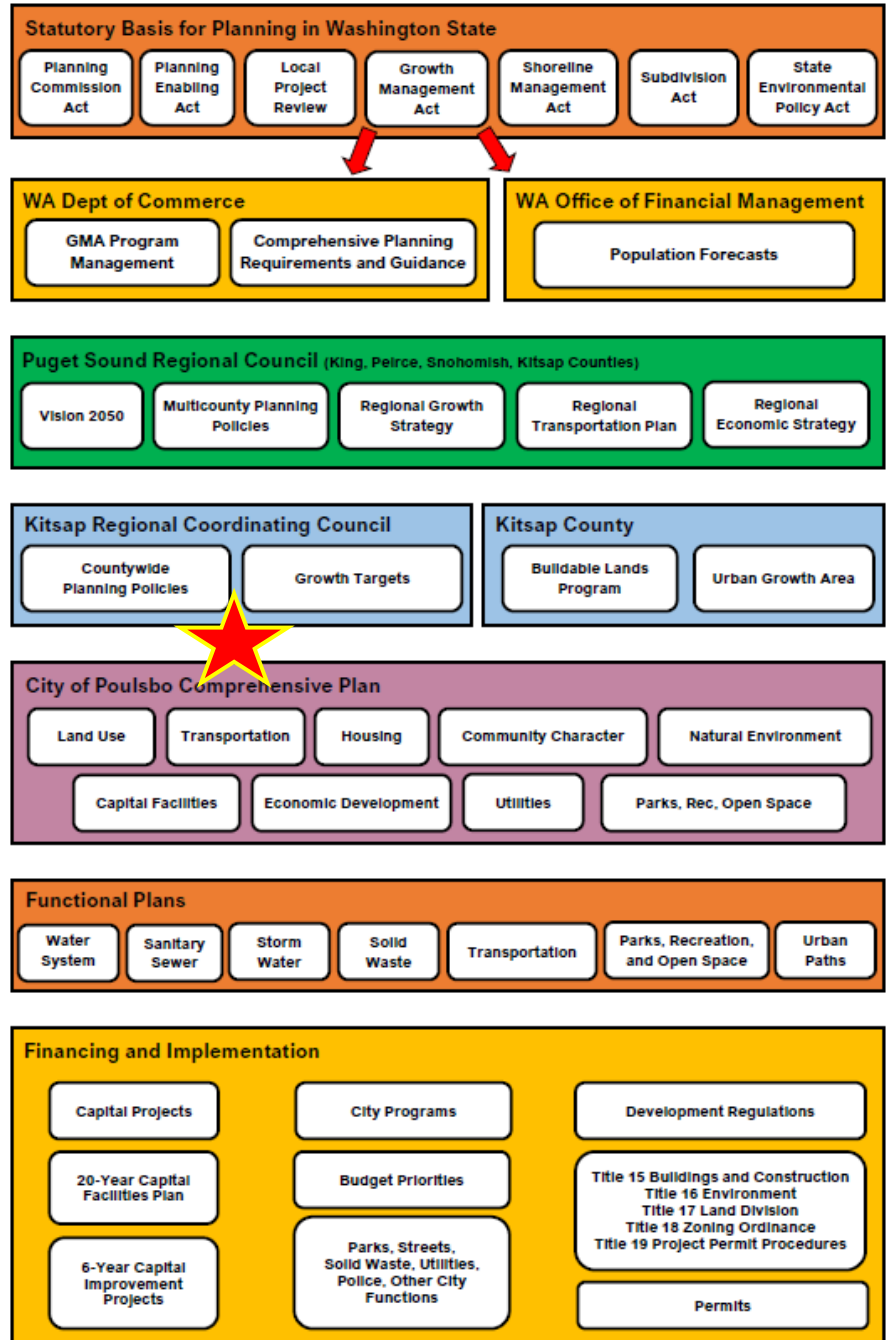 Statutory Basis for Planning in Washington State
Planning
Commission
Act
Planning
Enabling
Act
Local
Project
Review
Growth
Management
Act
Shoreline
Management
Act
Subdivision
Act
State
Environmental
Policy Act
WA Dept of Commerce
GMA Program
Management
Comprehensive Planning
Requirements and Guidance
WA Office of Financial Management
Population Forecasts
Puget Sound Regional Council (King, Peirce, Snohomish, Kitsap Counties)
Vision 2050
Multicounty Planning
Policies
Regional Growth
Strategy
Regional
Transportation Plan
Regional
Economic Strategy
Kitsap Regional Coordinating Council
Countywide
Planning Policies
Growth Targets
Kitsap County
Buildable Lands
Program
Urban Growth Area
City of Poulsbo Comprehensive Plan
Land Use
Transportation
Housing
Community Character
Natural Environment
Capital Facilities
Economic Development
Utilities
Parks, Rec, Open Space
Functional Plans
Water
System
Sanitary
Sewer
Storm
Water
Solid
Waste
Transportation
Parks, Recreation,
and Open Space
Urban
Paths
Financing and Implementation
Capital Projects
20-Year Capital
Facilities Plan
6-Year Capital
Improvement
Projects
City Programs
Budget Priorities
Parks, Streets,
Solid Waste, Utilities,
Police, Other City
Functions
Development Regulations
Title 15 Buildings and Construction
Title 16 Environment
Title 17 Land Division
Title 18 Zoning Ordinance
Title 19 Project Permit Procedures
Permits